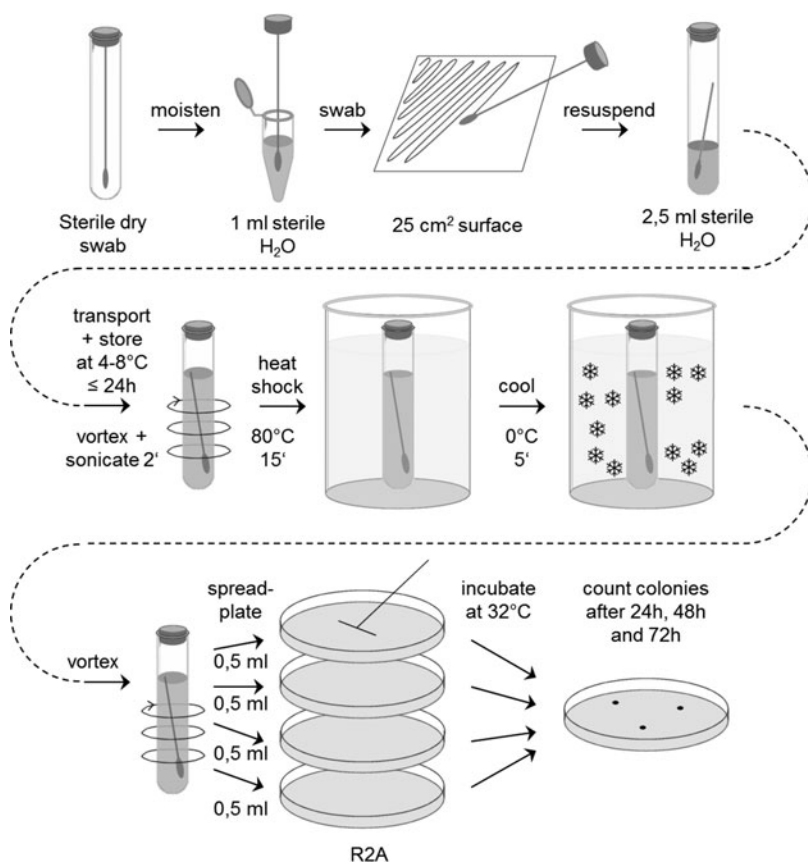 moisten
swab
resuspend
Sterile dry
swab
1 ml sterile
H₂O
25 cm² surface
2,5 ml sterile
H₂O
transport
+ store
at 4-8°C
≤ 24h
vortex +
sonicate 2‘
heat
shock
80°C
15‘
cool
0°C
5‘
vortex
spread-
plate
0,5 ml
0,5 ml
0,5 ml
0,5 ml
R2A
incubate
at 32°C
count colonies
after 24h, 48h
and 72h